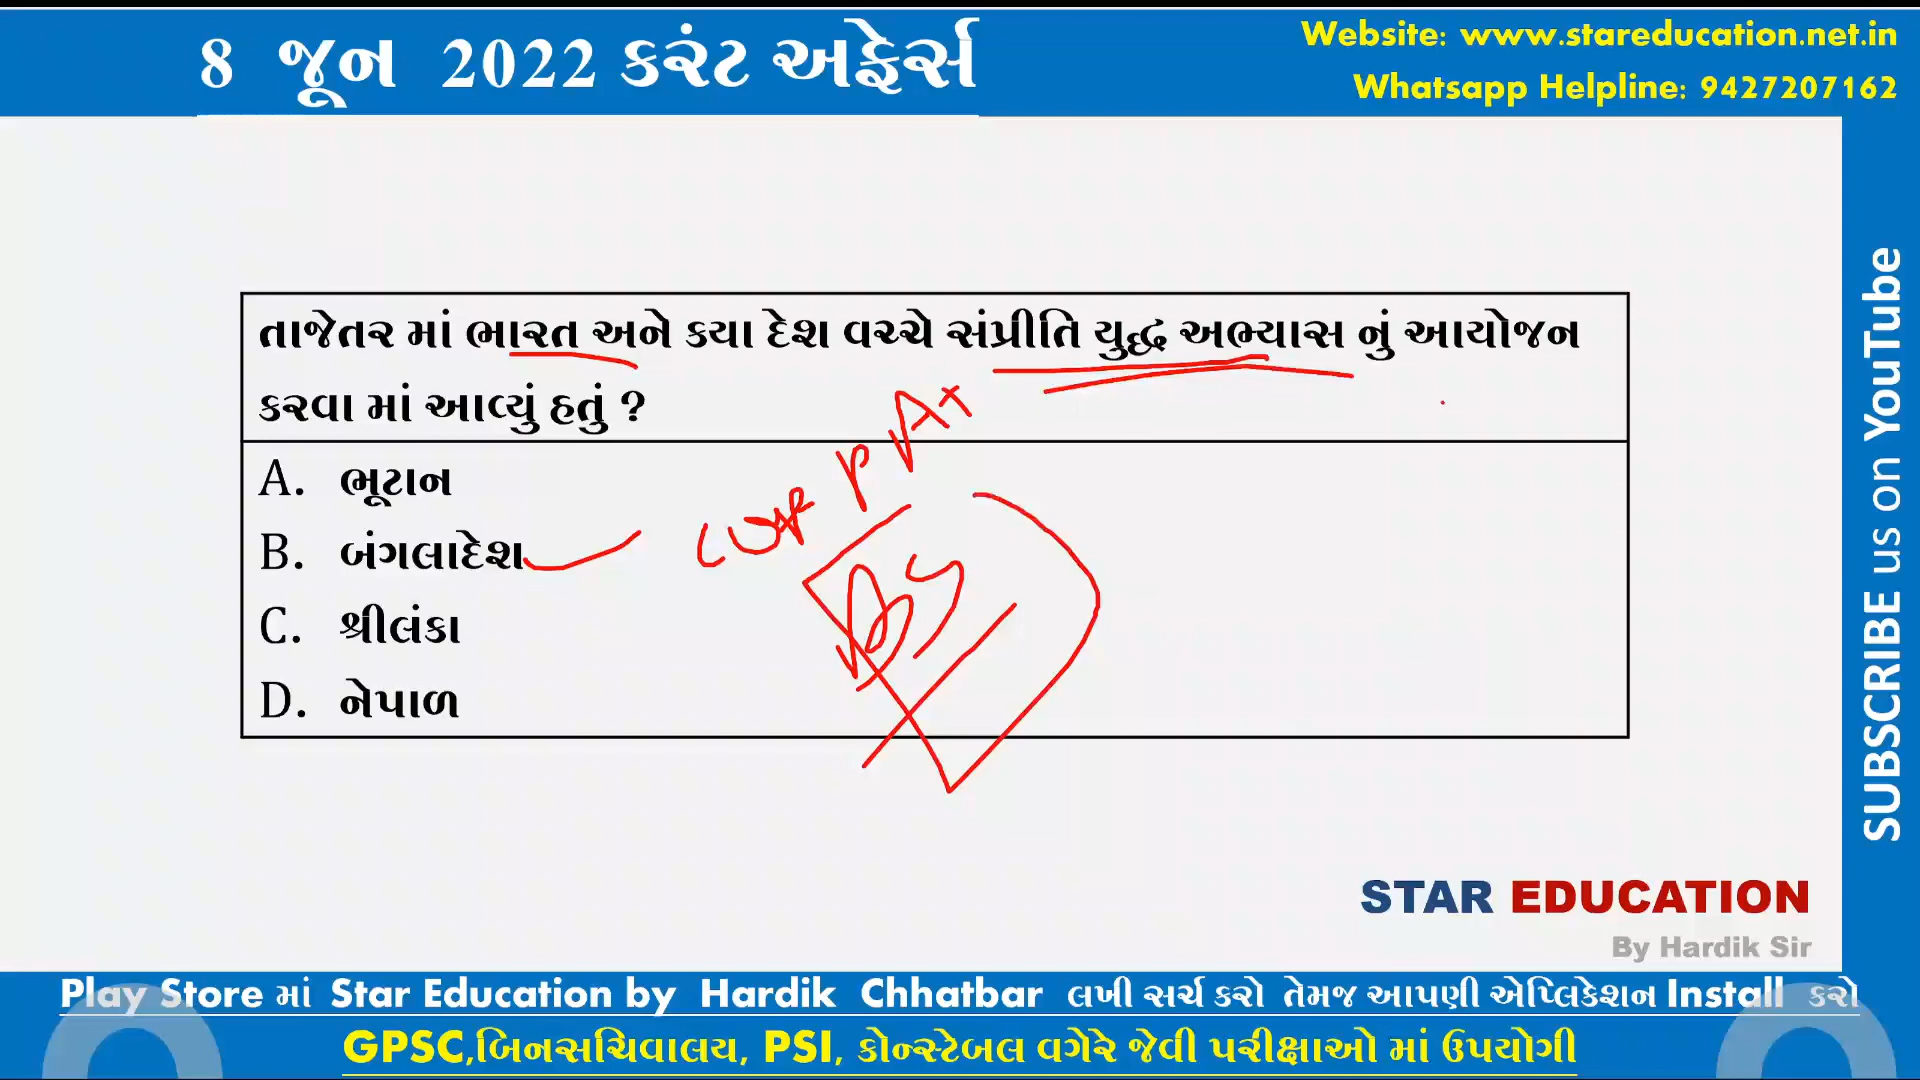 8 જૂન 2022 કરંટ અફેર્સ
Website: www.stareducation.net.in
Whatsapp Helpline: 9427207162
તાજેતર માં ભારત અને કયા દેશ વચ્ચે સંપ્રીતિ યુદ્ધ અભ્યાસ નું આયોજન
કરવા માં આવ્યું હતું ?
A. ભૂટાન
B. બંગલાદેશ
C. શ્રીલંકા
D. નેપાળ
SUBSCRIBE us on YouTube
STAR EDUCATION
By Hardik Sir
Play Store માં Star Education by Hardik Chhatbar લખી સર્ચ કરો તેમજ આપણી એપ્લિકેશન Install કરો
GPSC,બિનસચિવાલય, PSI, કોન્સ્ટેબલ વગેરે જેવી પરીક્ષાઓ માં ઉપયોગી